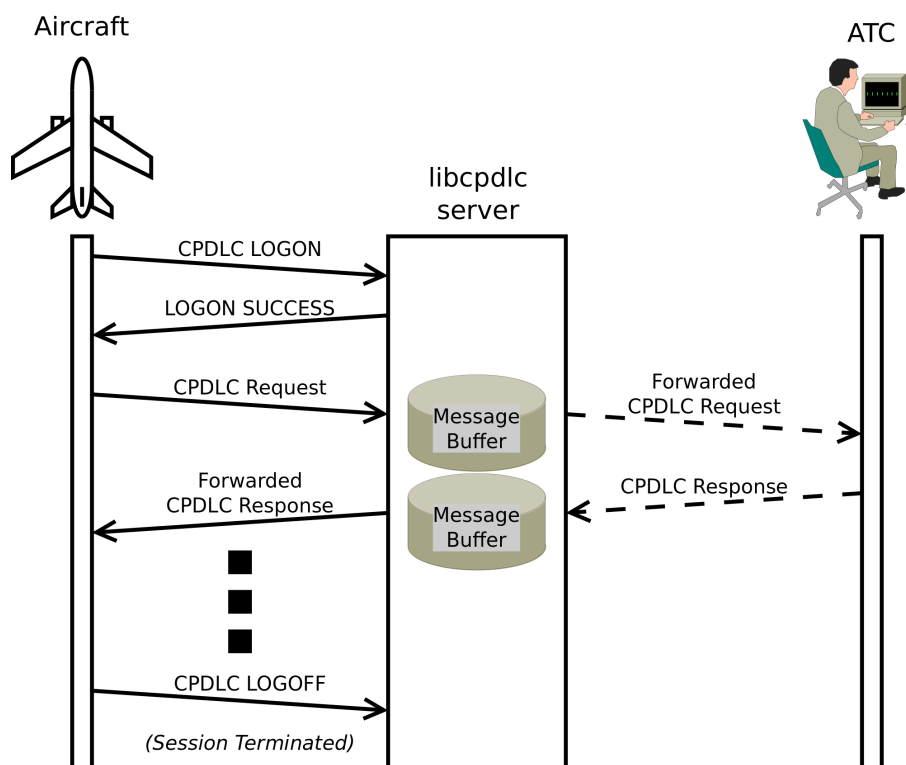 Aircraft
ATC
libcpdlc
server
CPDLC LOGON
LOGON SUCCESS
CPDLC Request
Message
Buffer
Forwarded
CPDLC Request
Forwarded
CPDLC Response
Message
Buffer
CPDLC Response
CPDLC LOGOFF
(Session Terminated)